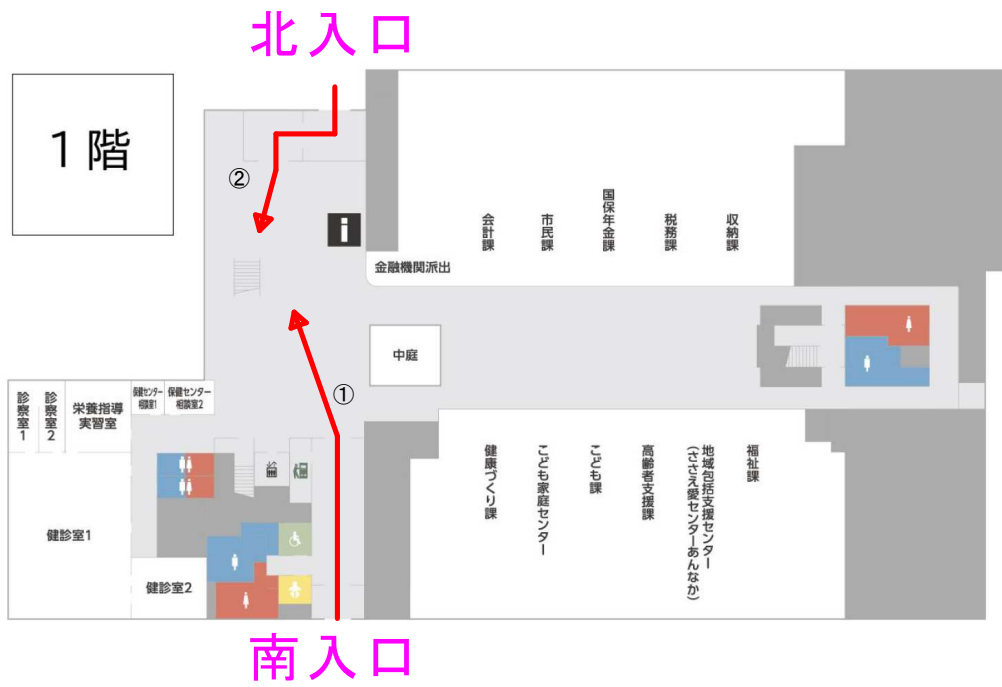 北入口
1階
②
i
会計課
市民課
国保年金課
税務課
収納課
金融機関派出
中庭
①
診察室1
診察室2
栄養指導
実習室
保健センター
相談室1
保健センター
相談室2
健診室1
健診室2
健康づくり課
こども家庭センター
こども課
高齢者支援課
地域包括支援センター
(ささえ愛センターあんなか)
福祉課
南入口